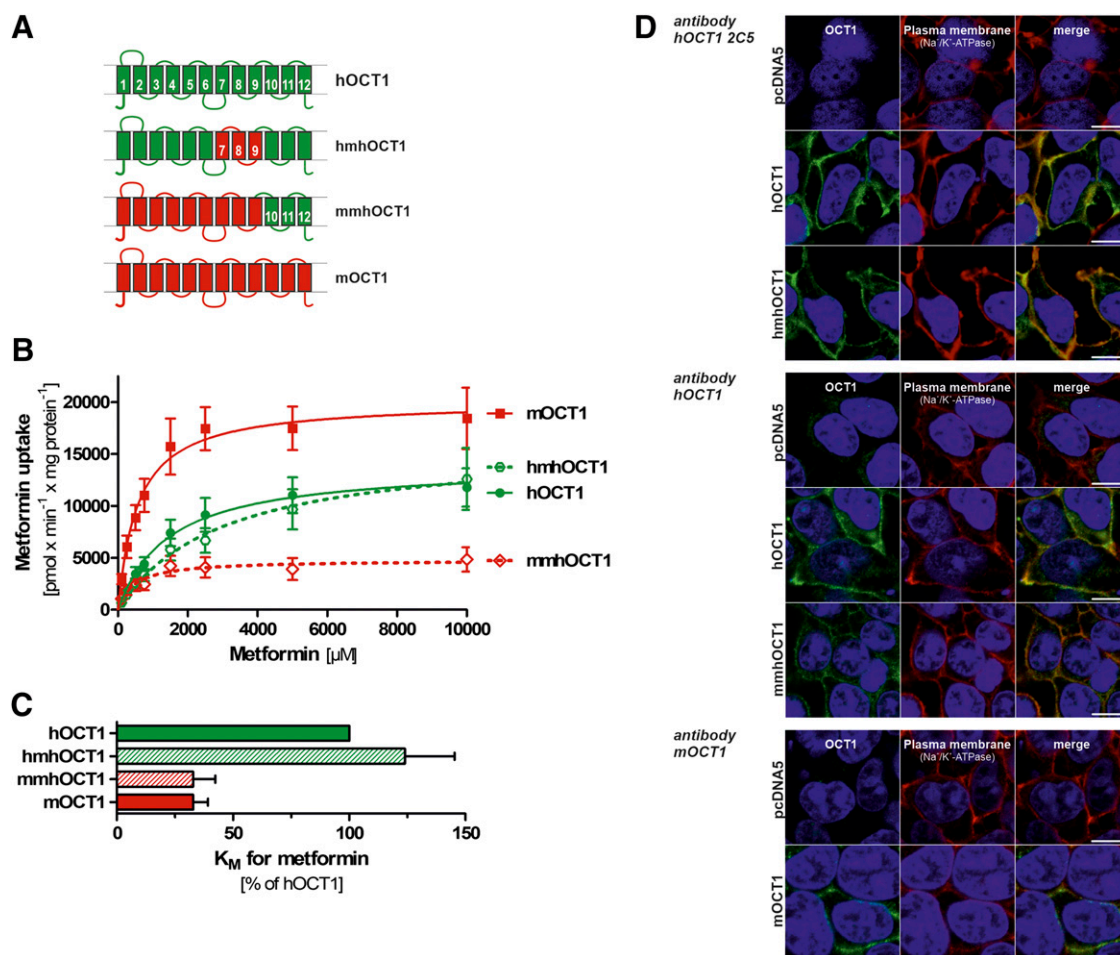 A
1 2 3 4 5 6 7 8 9 10 11 12
hOCT1
7 8 9
hmhOCT1
10 11 12
mmhOCT1
mOCT1
B
Metformin uptake
[pmol x min⁻¹ x mg protein⁻¹]
20000
15000
10000
5000
0
0 2000 4000 6000 8000 10000
Metformin [µM]
mOCT1
hmhOCT1
hOCT1
mmhOCT1
C
hOCT1
hmhOCT1
mmhOCT1
mOCT1
0 50 100 150
K_M for metformin
[% of hOCT1]
D
antibody
hOCT1 2C5
OCT1 Plasma membrane merge
(Na⁺/K⁺-ATPase)
pcDNA5
hOCT1
hmhOCT1
antibody
hOCT1
OCT1 Plasma membrane merge
(Na⁺/K⁺-ATPase)
pcDNA5
hOCT1
mmhOCT1
antibody
mOCT1
OCT1 Plasma membrane merge
(Na⁺/K⁺-ATPase)
pcDNA5
mOCT1